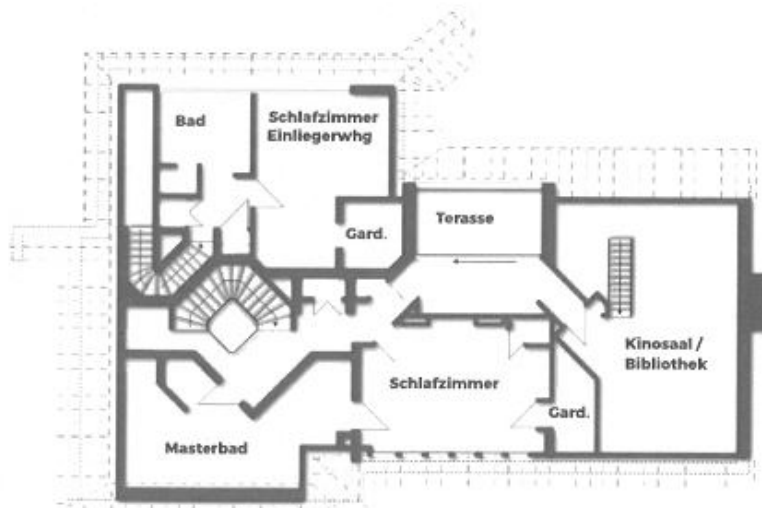 Bad
Schlafzimmer
Einliegerwhg
Gard.
Terasse
Kinosaal /
Bibliothek
Schlafzimmer
Gard.
Masterbad